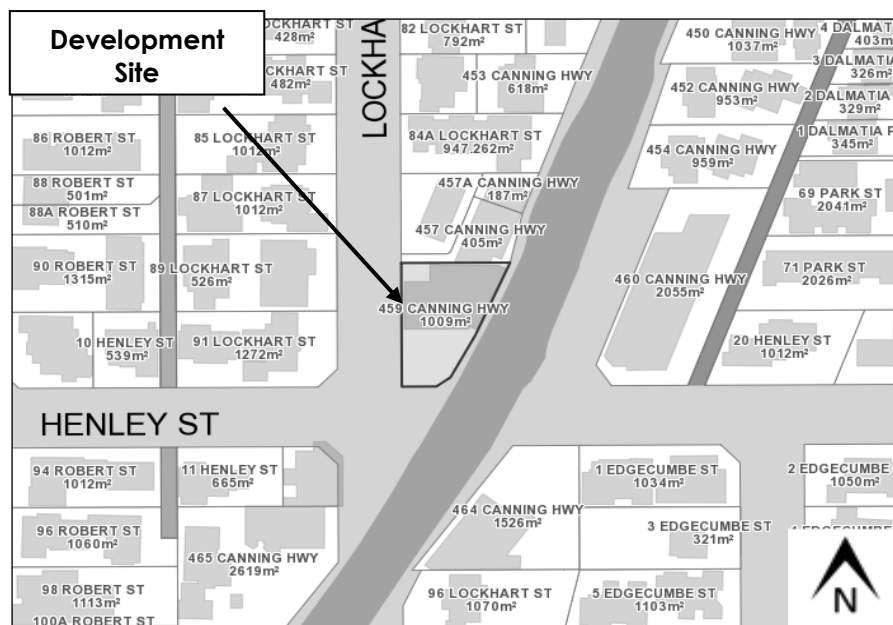 Development
Site
LOCKHART ST
428m²
LOCKHART ST
482m²
LOCKHA
82 LOCKHART ST
792m²
453 CANNING HWY
618m²
450 CANNING HWY
1037m²
4 DALMATIA
403m
3 DALMATIA
326m²
452 CANNING HWY
953m²
2 DALMATIA
329m²
86 ROBERT ST
1012m²
85 LOCKHART ST
1012m²
84A LOCKHART ST
947.262m²
454 CANNING HWY
959m²
1 DALMATIA P
345m²
88 ROBERT ST
501m²
88A ROBERT ST
510m²
87 LOCKHART ST
1012m²
457A CANNING HWY
187m²
457 CANNING HWY
405m²
69 PARK ST
2041m²
90 ROBERT ST
1315m²
89 LOCKHART ST
526m²
459 CANNING HWY
1009m²
460 CANNING HWY
2055m²
71 PARK ST
2026m²
10 HENLEY ST
539m²
91 LOCKHART ST
1272m²
20 HENLEY ST
1012m²
HENLEY ST
94 ROBERT ST
1012m²
11 HENLEY ST
665m²
1 EDGECUMBE ST
1034m²
2 EDGECUMBE
1050m²
464 CANNING HWY
1526m²
3 EDGECUMBE ST
321m²
96 ROBERT ST
1060m²
465 CANNING HWY
2619m²
98 ROBERT ST
1113m²
96 LOCKHART ST
1070m²
5 EDGECUMBE ST
1103m²
100A ROBERT ST
N